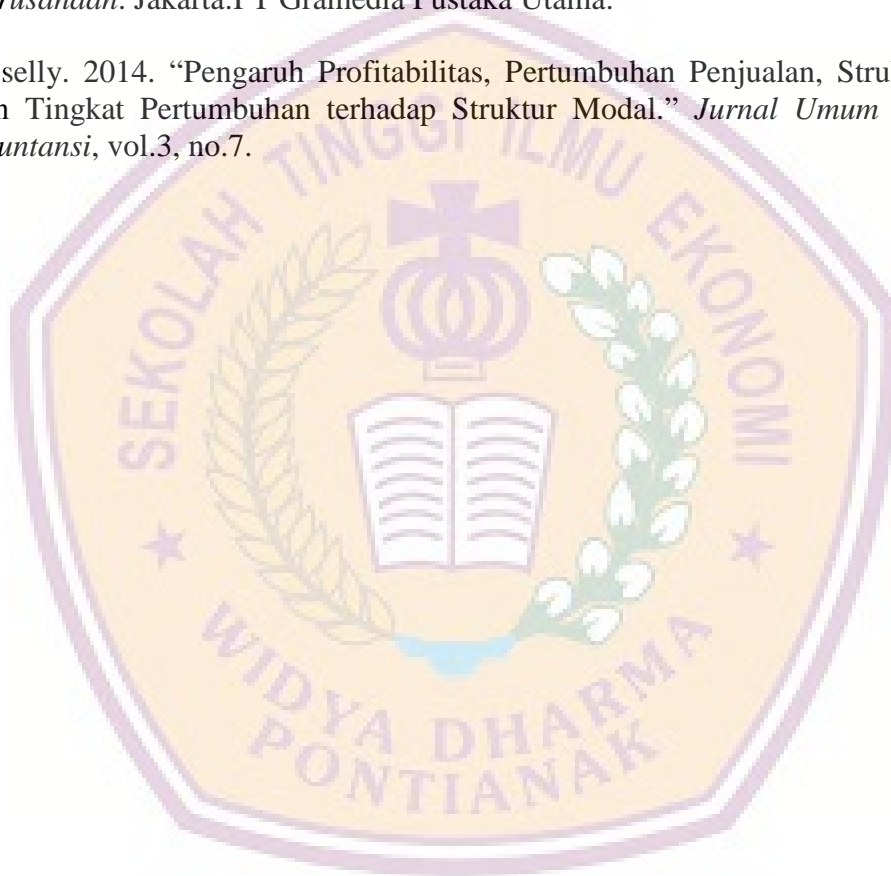 rusahaan. Jakarta.PT Gramedia Pustaka Utama.
selly. 2014. “Pengaruh Profitabilitas, Pertumbuhan Penjualan, Stru
n Tingkat Pertumbuhan terhadap Struktur Modal.” Jurnal Umum
untansi, vol.3, no.7.
SEKOLAH TINGGI ILMU EKONOMI
WIDYA DHARMA
PONTIANAK